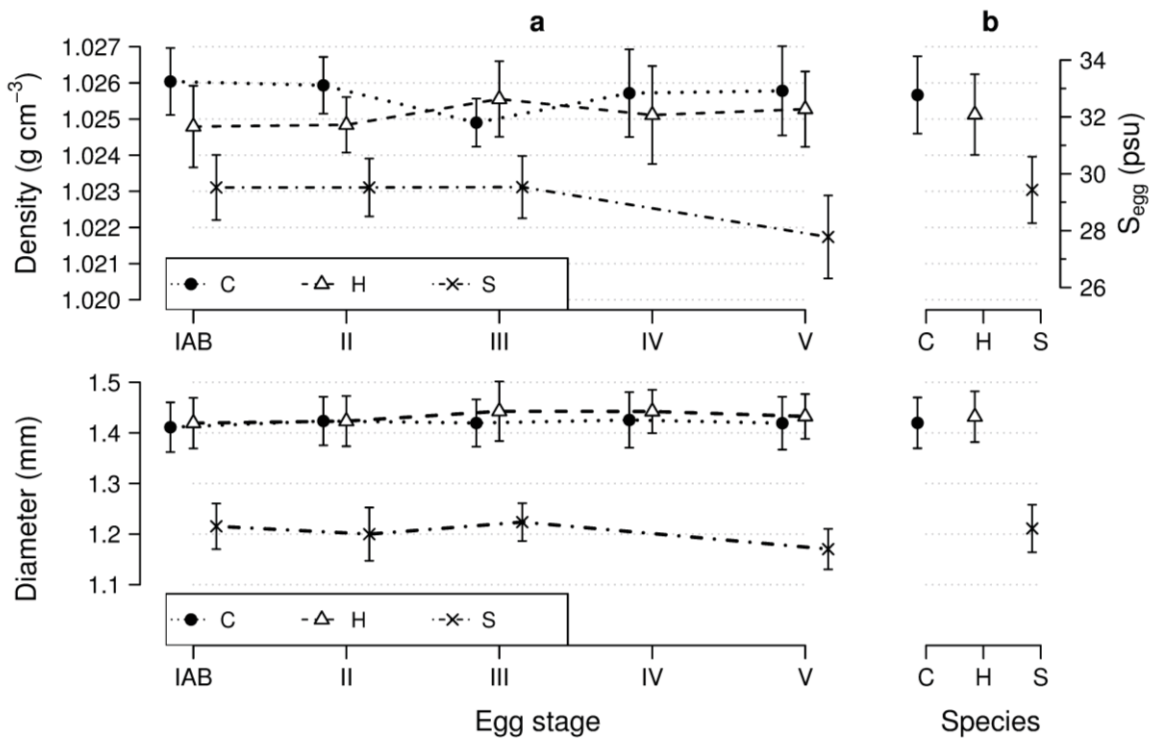 a b
Density (g cm−3)
1.027
1.026
1.025
1.024
1.023
1.022
1.021
1.020
C H S
IAB II III IV V
34
32
30
28
26
Segg (psu)
C H S
Diameter (mm)
1.5
1.4
1.3
1.2
1.1
C H S
IAB II III IV V
C H S
Egg stage Species